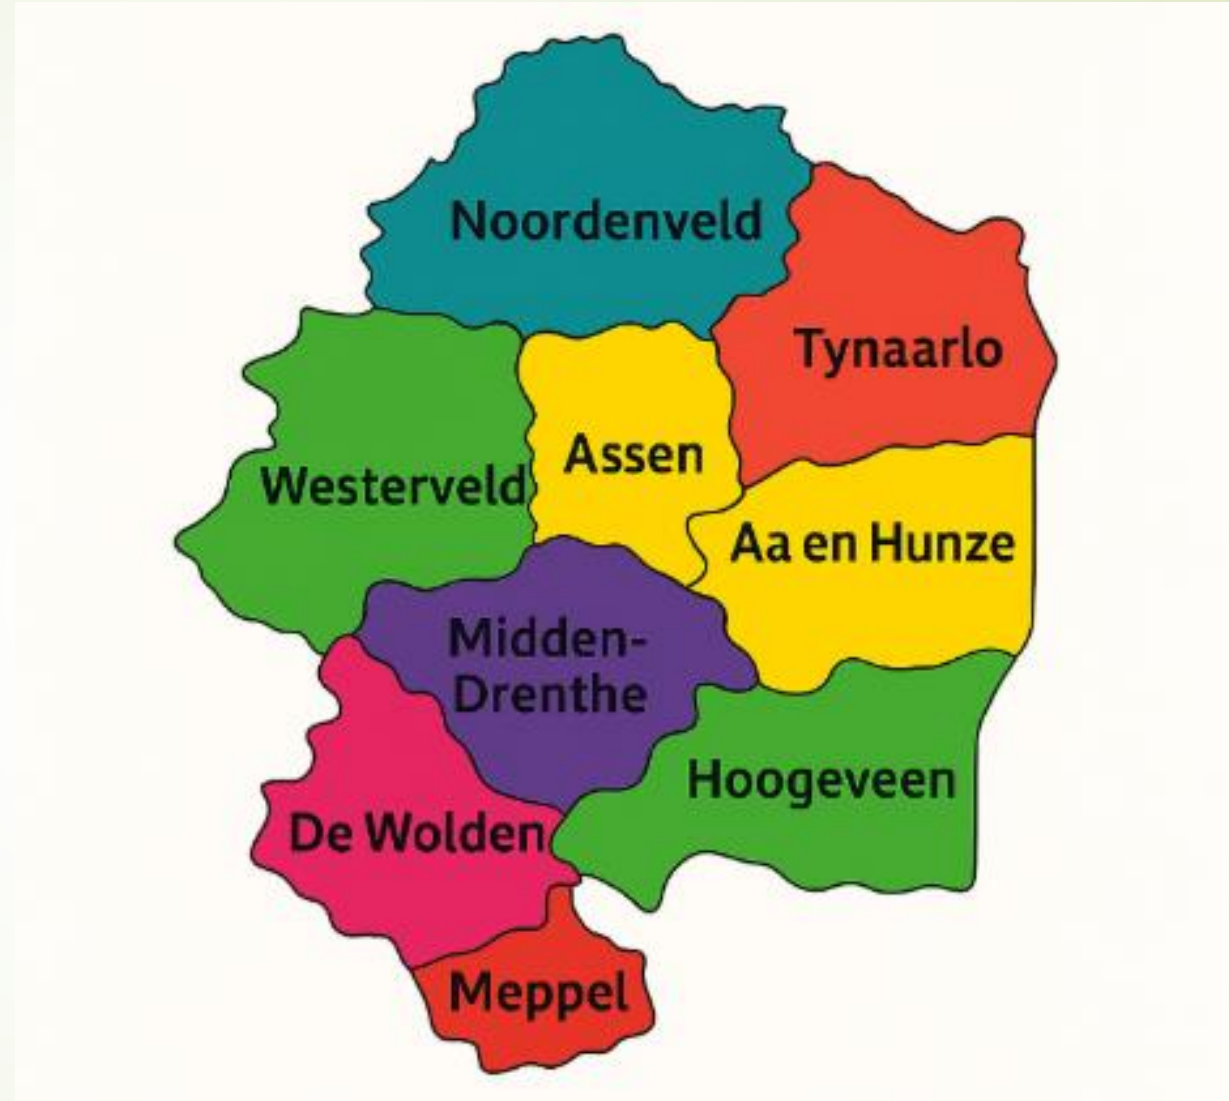 Noordenveld
Tynaarlo
Assen
Westerveld
Aa en Hunze
Midden-
Drenthe
Hoogeveen
De Wolden
Meppel